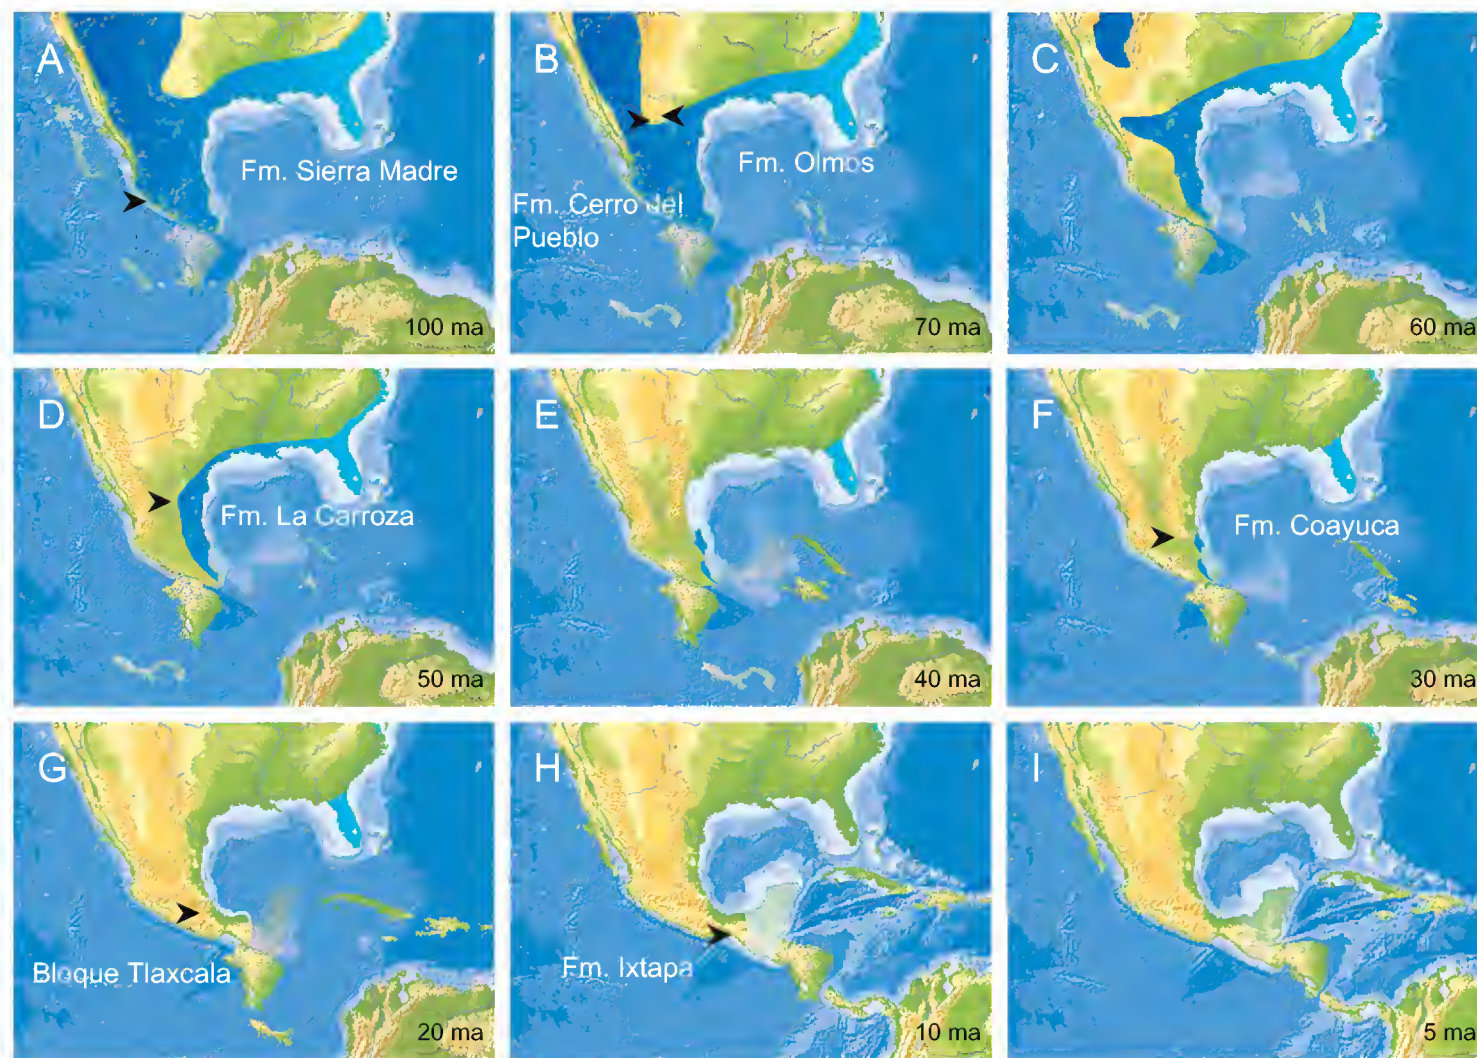 A
Fm. Sierra Madre
100 ma
B
Fm. Olmos
Fm. Cerro del
Pueblo
70 ma
C
60 ma
D
Fm. La Carroza
50 ma
E
40 ma
F
Fm. Coayuca
30 ma
G
Bloque Tlaxcala
20 ma
H
Fm. Ixtapa
10 ma
I
5 ma